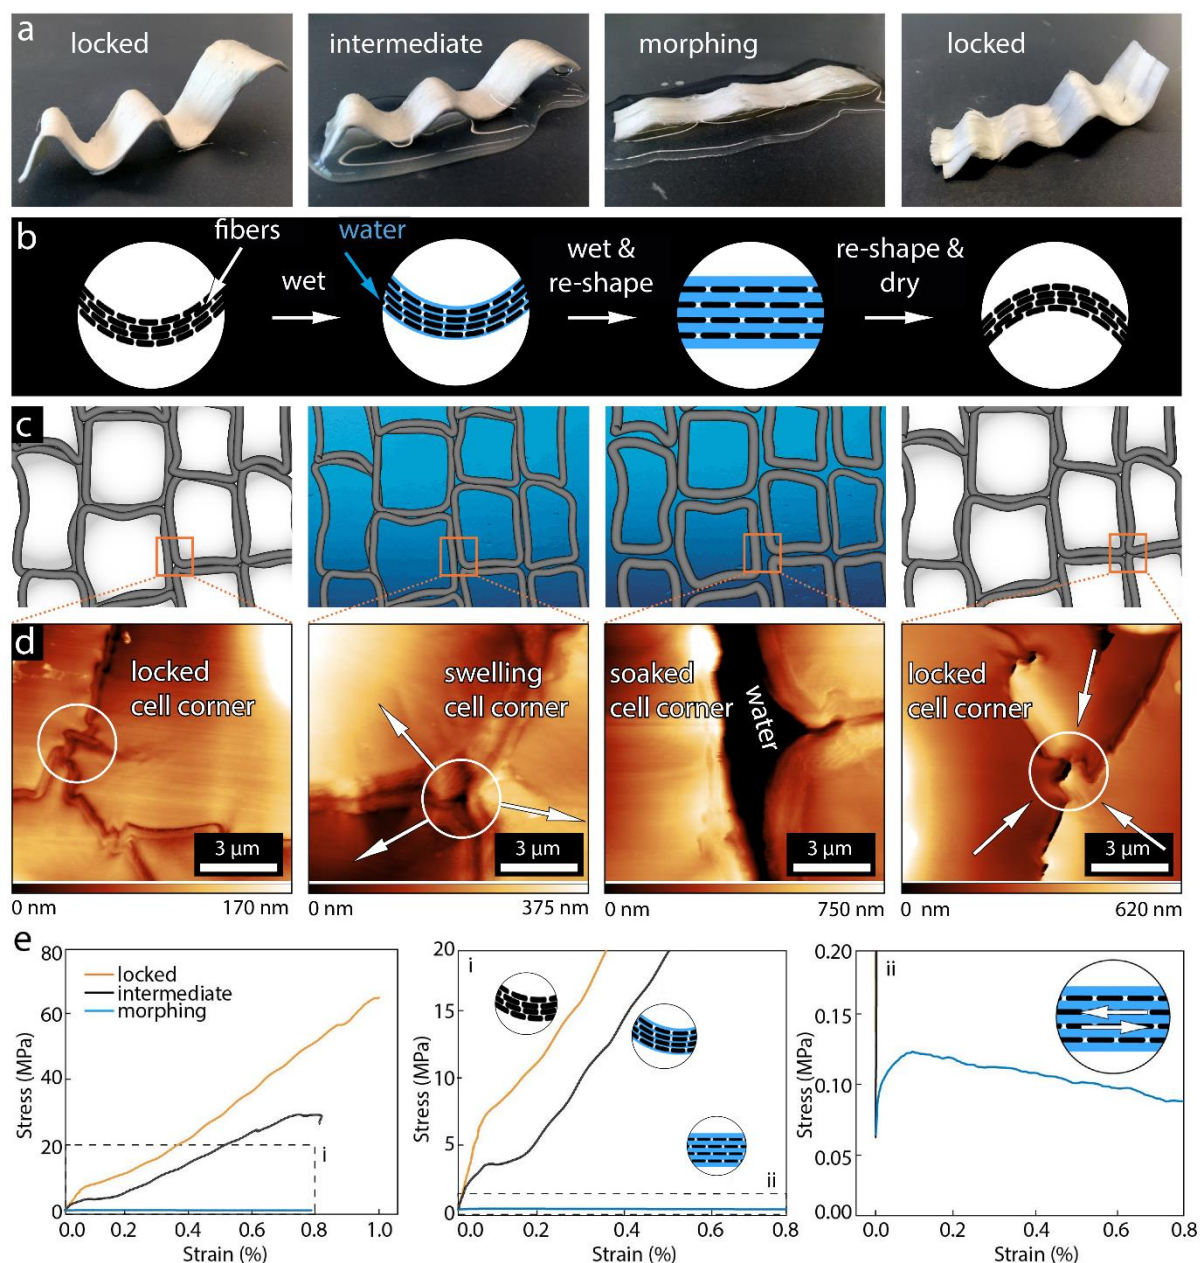 a
locked
intermediate
morphing
locked
b
fibers
water
wet
wet &
re-shape
re-shape &
dry
c
d
locked
cell corner
swelling
cell corner
soaked
cell corner
water
locked
cell corner
3 µm
3 µm
3 µm
3 µm
0 nm
170 nm
0 nm
375 nm
0 nm
750 nm
0 nm
620 nm
e
80
60
40
20
0
Stress (MPa)
locked
intermediate
morphing
i
0.0
0.2
0.4
0.6
0.8
1.0
Strain (%)
i
20
15
10
5
0
Stress (MPa)
ii
0.0
0.2
0.4
0.6
0.8
Strain (%)
ii
0.20
0.15
0.10
0.05
0.00
Stress (MPa)
0.0
0.2
0.4
0.6
0.8
Strain (%)